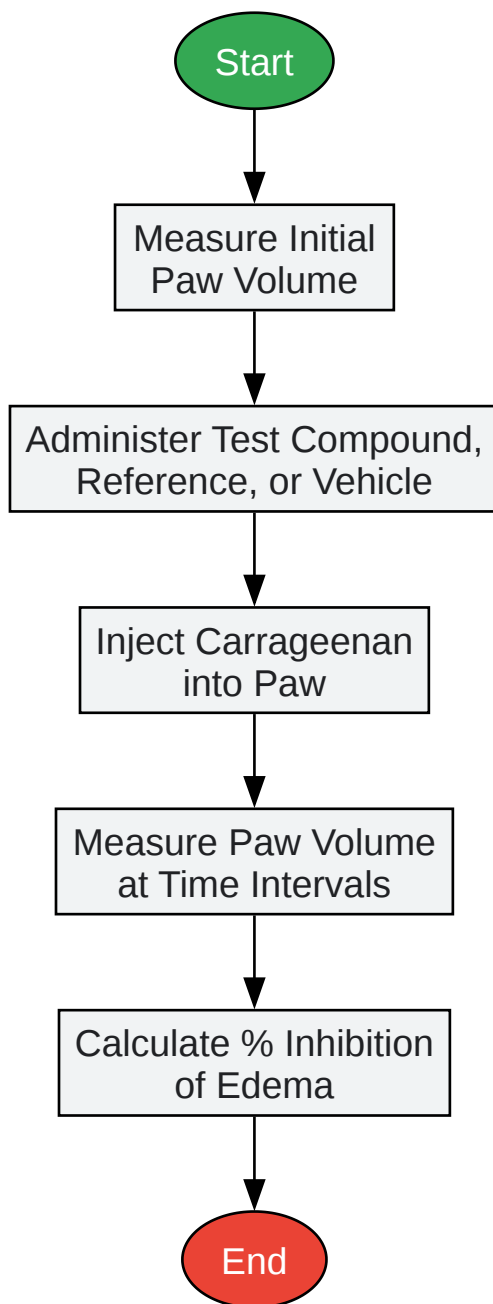 Start
Measure Initial
Paw Volume
Administer Test Compound,
Reference, or Vehicle
Inject Carrageenan
into Paw
Measure Paw Volume
at Time Intervals
Calculate % Inhibition
of Edema
End